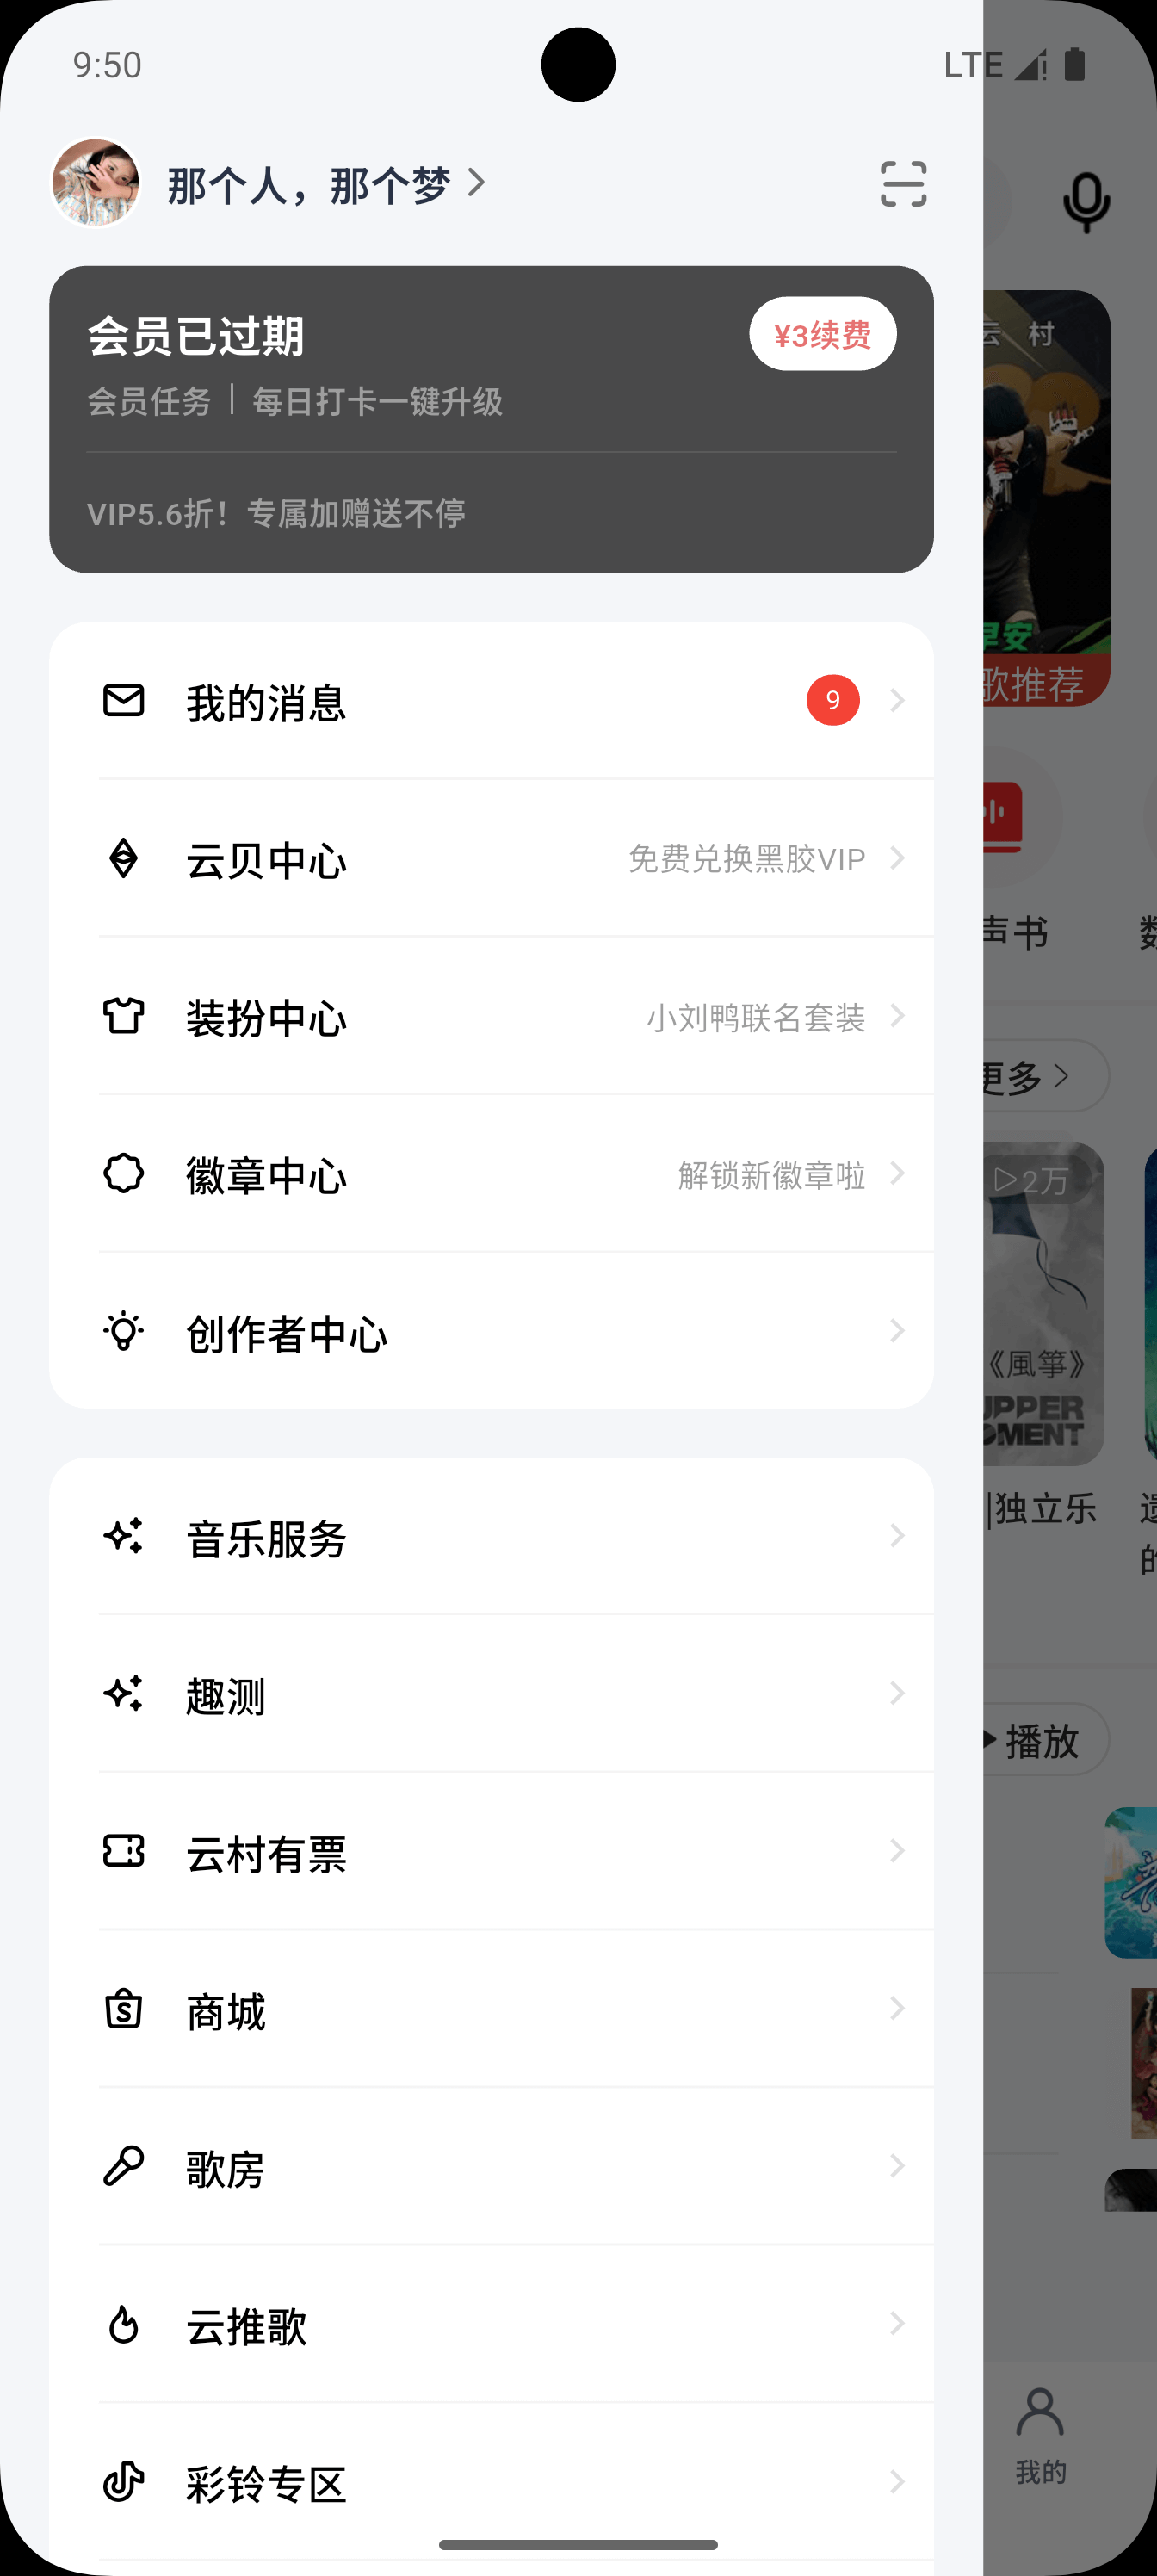 9:50
LTE
那个人，那个梦
会员已过期
¥3续费
会员任务
每日打卡一键升级
VIP5.6折！专属加赠送不停
云 村
早安
歌推荐
我的消息
9
云贝中心
免费兑换黑胶VIP
声书
装扮中心
小刘鸭联名套装
更多
徽章中心
解锁新徽章啦
2万
创作者中心
《風箏》
UPPER
OMENT
音乐服务
|独立乐
的
趣测
播放
云村有票
商城
歌房
云推歌
彩铃专区
我的